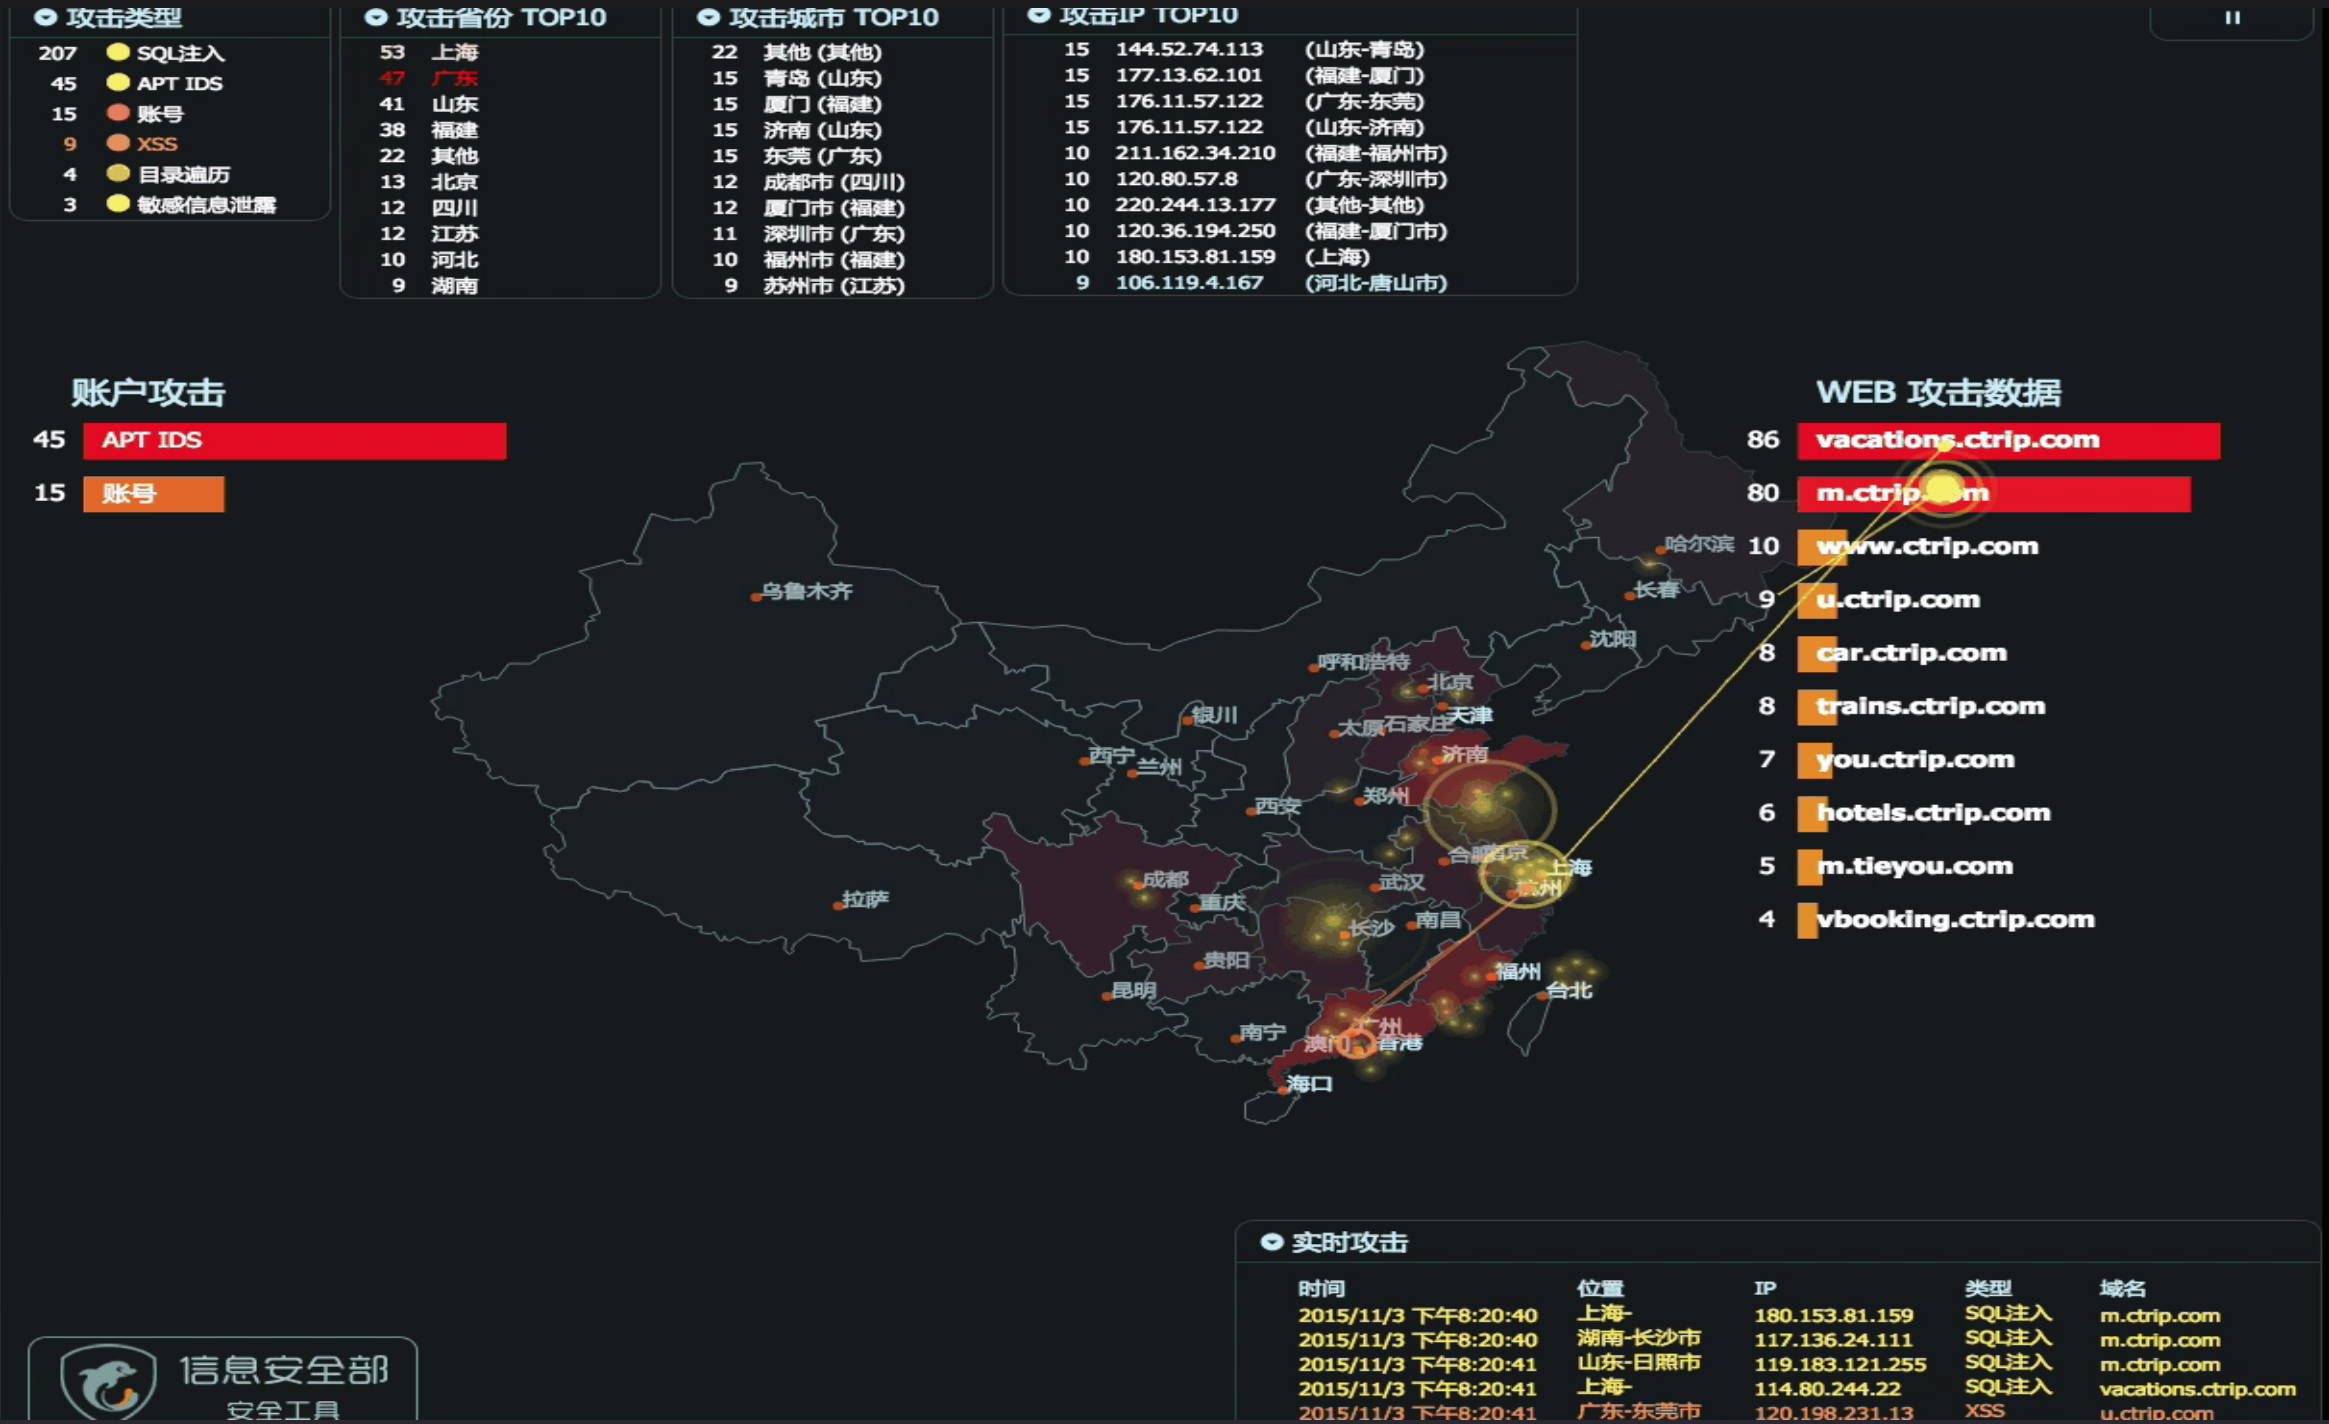 攻击类型
207 SQL注入
45 APT IDS
15 账号
9 XSS
4 目录遍历
3 敏感信息泄露
攻击省份 TOP10
53 上海
47 广东
41 山东
38 福建
22 其他
13 北京
12 四川
12 江苏
10 河北
9 湖南
攻击城市 TOP10
22 其他 (其他)
15 青岛 (山东)
15 厦门 (福建)
15 济南 (山东)
15 东莞 (广东)
12 成都市 (四川)
12 厦门市 (福建)
11 深圳市 (广东)
10 福州市 (福建)
9 苏州市 (江苏)
攻击IP TOP10
15 144.52.74.113 (山东-青岛)
15 177.13.62.101 (福建-厦门)
15 176.11.57.122 (广东-东莞)
15 176.11.57.122 (山东-济南)
10 211.162.34.210 (福建-福州市)
10 120.80.57.8 (广东-深圳市)
10 220.244.13.177 (其他-其他)
10 120.36.194.250 (福建-厦门市)
10 180.153.81.159 (上海)
9 106.119.4.167 (河北-唐山市)
账户攻击
45 APT IDS
15 账号
哈尔滨
乌鲁木齐
长春
沈阳
呼和浩特
北京
银川
天津
太原
石家庄
西宁
兰州
济南
郑州
西安
合肥
南京
上海
成都
武汉
杭州
拉萨
重庆
长沙
南昌
贵阳
福州
昆明
台北
南宁
广州
澳门
香港
海口
WEB 攻击数据
86 vacations.ctrip.com
80 m.ctrip.com
10 www.ctrip.com
9 u.ctrip.com
8 car.ctrip.com
8 trains.ctrip.com
7 you.ctrip.com
6 hotels.ctrip.com
5 m.tieyou.com
4 vbooking.ctrip.com
实时攻击
时间 位置 IP 类型 域名
2015/11/3 下午8:20:40 上海- 180.153.81.159 SQL注入 m.ctrip.com
2015/11/3 下午8:20:40 湖南-长沙市 117.136.24.111 SQL注入 m.ctrip.com
2015/11/3 下午8:20:41 山东-日照市 119.183.121.255 SQL注入 m.ctrip.com
2015/11/3 下午8:20:41 上海- 114.80.244.22 SQL注入 vacations.ctrip.com
2015/11/3 下午8:20:41 广东-东莞市 120.198.231.13 XSS u.ctrip.com
信息安全部
安全工具